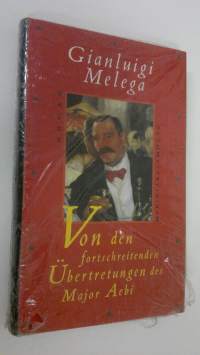 Gianluigi
Melega
Von den
fortschreitenden
Übertretungen des
Major Aebi